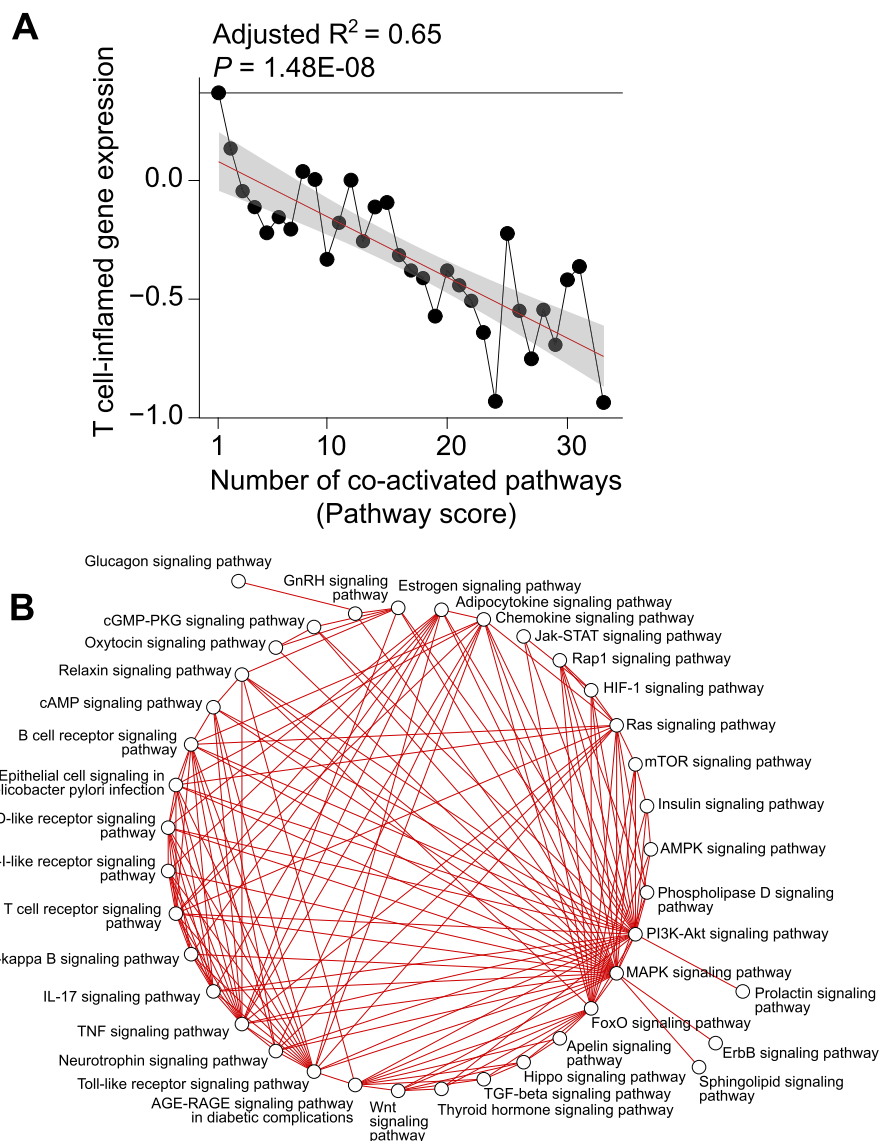 A
Adjusted R² = 0.65
P = 1.48E-08
T cell-inflamed gene expression
0.0
−0.5
−1.0
1
10
20
30
Number of co-activated pathways
(Pathway score)
B
Glucagon signaling pathway
GnRH signaling
pathway
Estrogen signaling pathway
Adipocytokine signaling pathway
cGMP-PKG signaling pathway
Chemokine signaling pathway
Oxytocin signaling pathway
Jak-STAT signaling pathway
Relaxin signaling pathway
Rap1 signaling pathway
cAMP signaling pathway
HIF-1 signaling pathway
B cell receptor signaling
pathway
Ras signaling pathway
Epithelial cell signaling in
licobacter pylori infection
mTOR signaling pathway
O-like receptor signaling
pathway
Insulin signaling pathway
-I-like receptor signaling
pathway
AMPK signaling pathway
T cell receptor signaling
pathway
Phospholipase D signaling
pathway
PI3K-Akt signaling pathway
-kappa B signaling pathway
MAPK signaling pathway
IL-17 signaling pathway
Prolactin signaling
pathway
TNF signaling pathway
FoxO signaling pathway
Neurotrophin signaling pathway
Apelin signaling
pathway
ErbB signaling pathway
Toll-like receptor signaling pathway
Hippo signaling pathway
Sphingolipid signaling
pathway
AGE-RAGE signaling pathway
in diabetic complications
TGF-beta signaling pathway
Wnt
signaling
pathway
Thyroid hormone signaling pathway